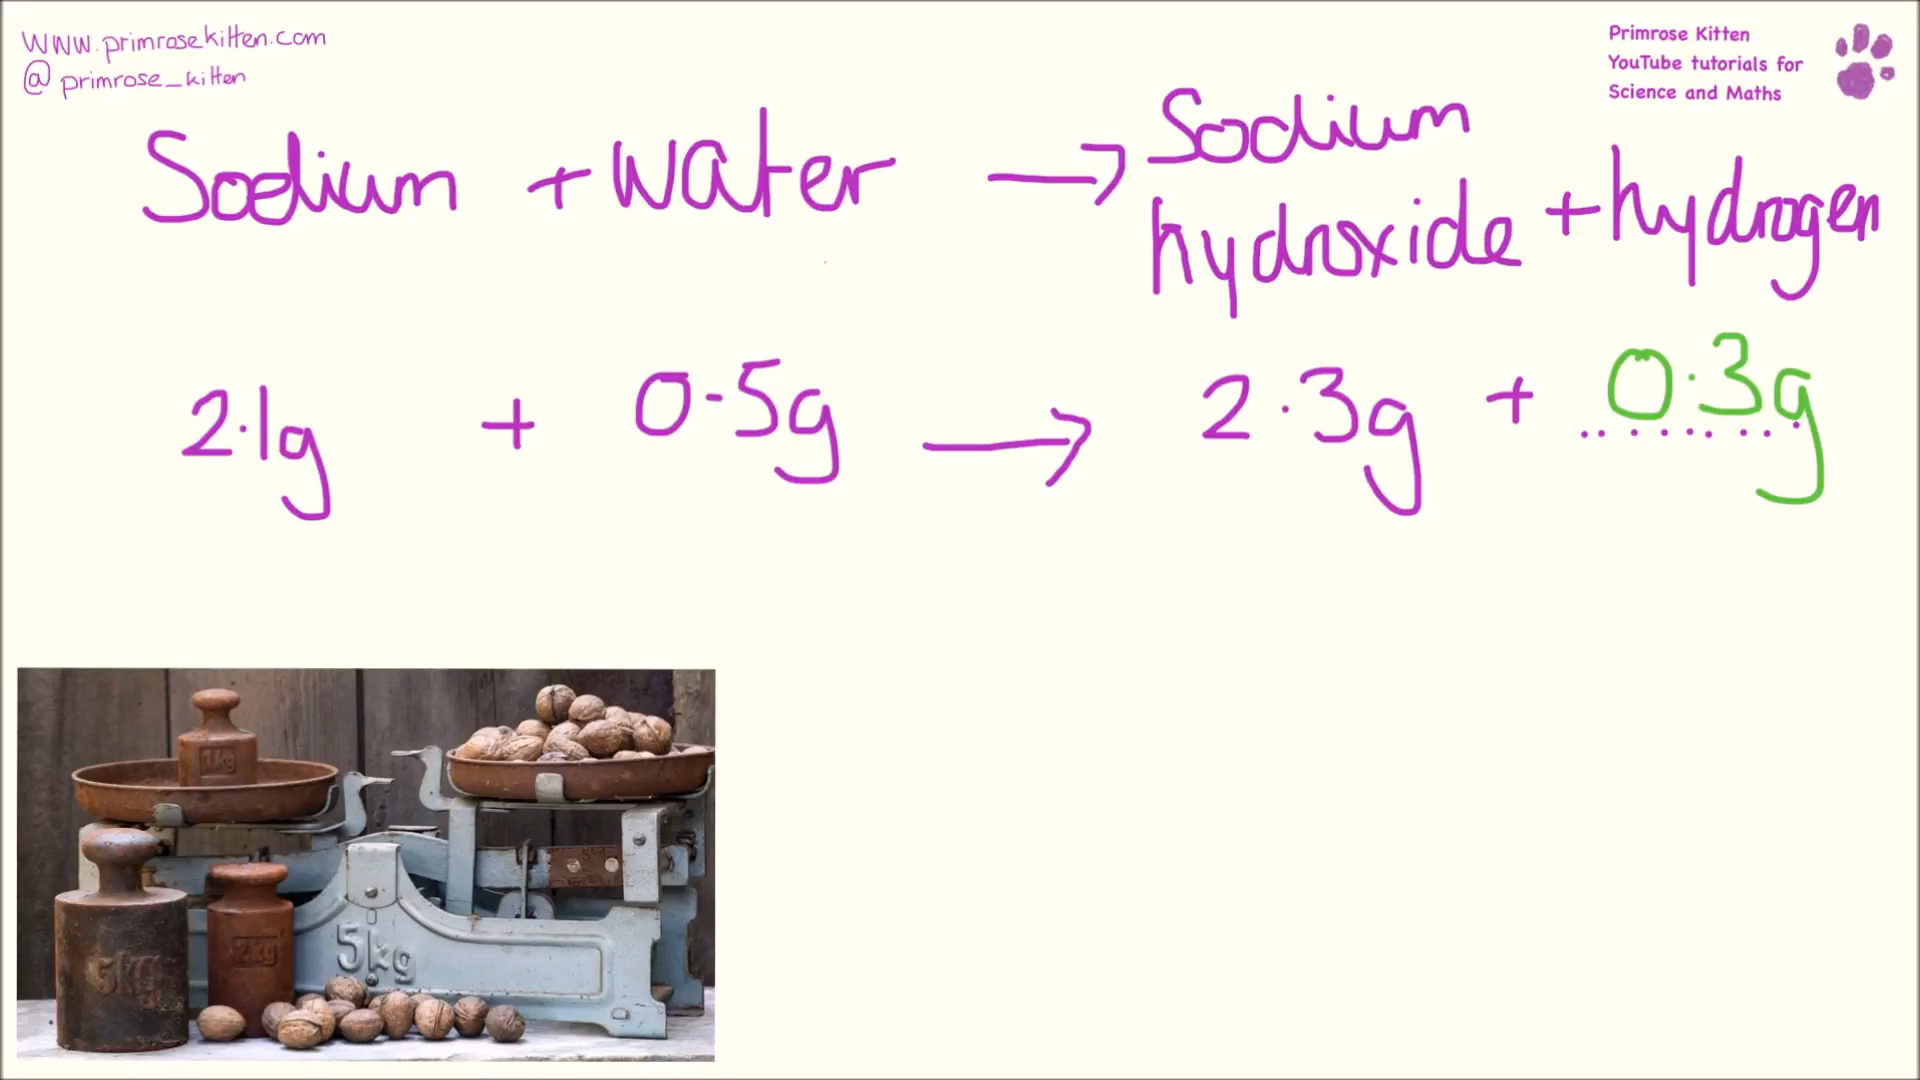 www.primrosekitten.com
@primrose_kitten
Primrose Kitten
YouTube tutorials for
Science and Maths
Sodium + water → Sodium
hydroxide + hydrogen
2.1g + 0.5g → 2.3g + 0.3g
1kg
5kg
2kg
5kg